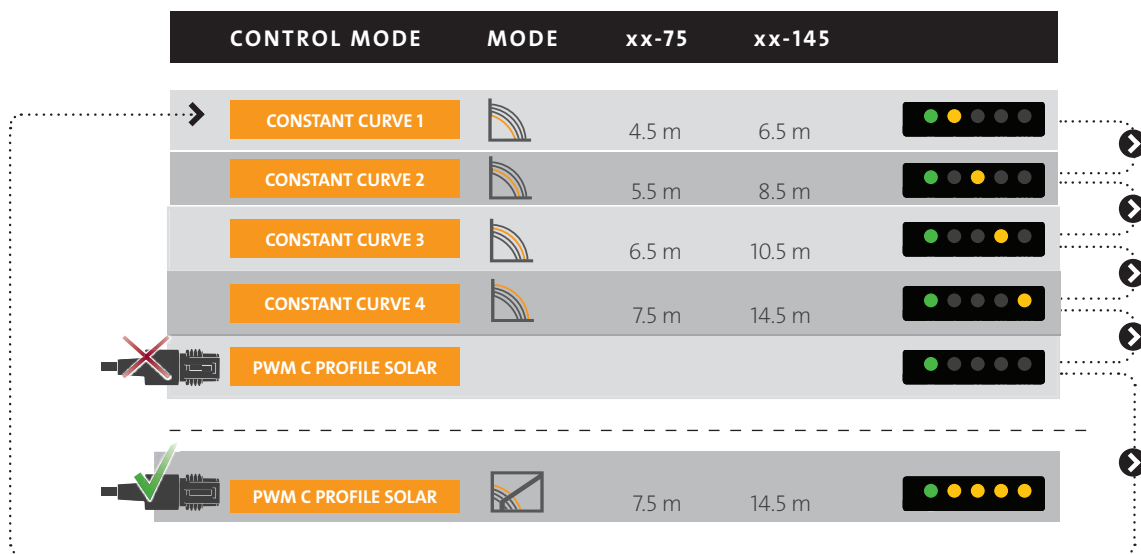 CONTROL MODE MODE xx-75 xx-145
CONSTANT CURVE 1 4.5 m 6.5 m
CONSTANT CURVE 2 5.5 m 8.5 m
CONSTANT CURVE 3 6.5 m 10.5 m
CONSTANT CURVE 4 7.5 m 14.5 m
PWM C PROFILE SOLAR
PWM C PROFILE SOLAR 7.5 m 14.5 m